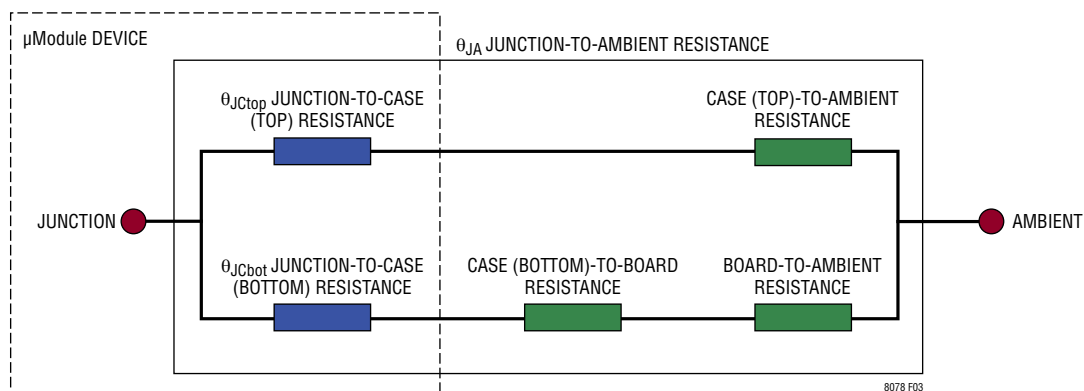 µModule DEVICE
θJA JUNCTION-TO-AMBIENT RESISTANCE
θJCtop JUNCTION-TO-CASE
(TOP) RESISTANCE
CASE (TOP)-TO-AMBIENT
RESISTANCE
JUNCTION
AMBIENT
θJCbot JUNCTION-TO-CASE
(BOTTOM) RESISTANCE
CASE (BOTTOM)-TO-BOARD
RESISTANCE
BOARD-TO-AMBIENT
RESISTANCE
8078 F03